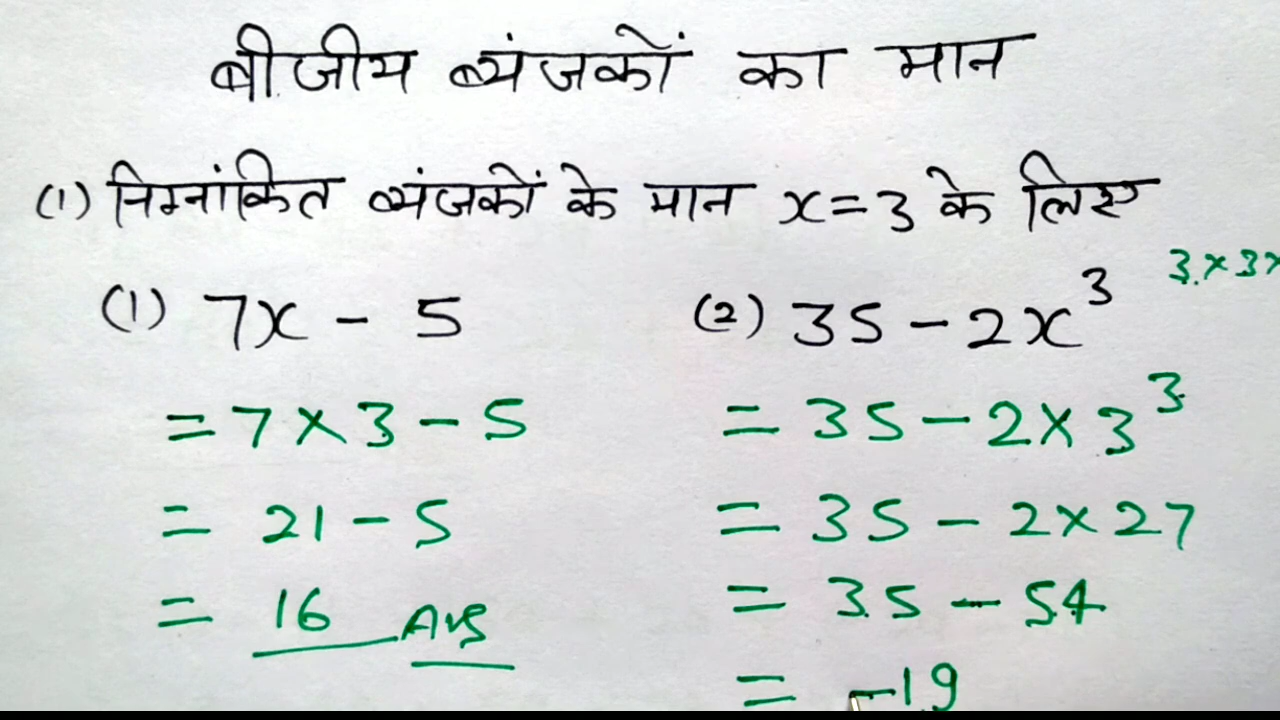 बीजीय व्यंजकों का मान
(1) निम्नांकित व्यंजकों के मान x=3 के लिए
(1) 7x - 5
= 7 × 3 - 5
= 21 - 5
= 16 Ans
(2) 35 - 2x³
3 × 3 ×
= 35 - 2 × 3³
= 35 - 2 × 27
= 35 - 54
= -19